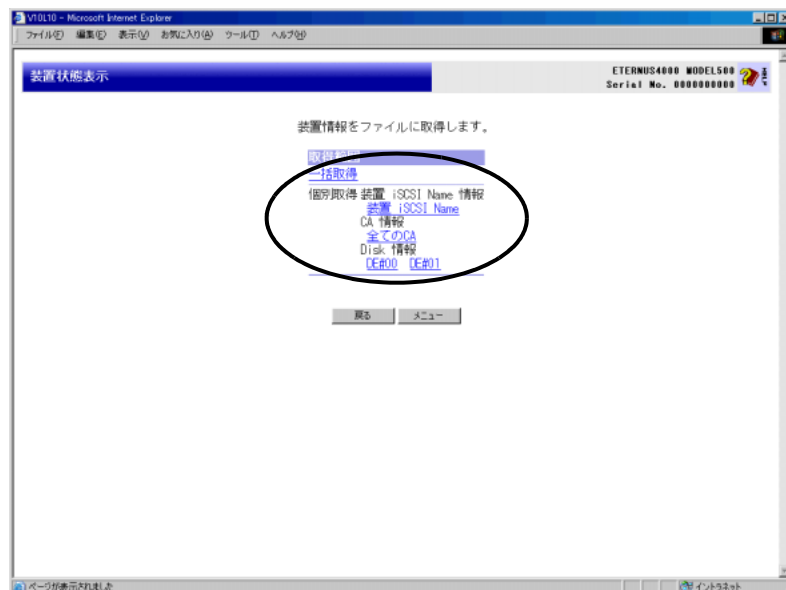 V10L10 - Microsoft Internet Explorer
ファイル(F) 編集(E) 表示(V) お気に入り(A) ツール(T) ヘルプ(H)
装置状態表示
ETERNUS4000 MODEL500
Serial No. 0000000000
HELP
装置情報をファイルに取得します。
取得範囲
一括取得
個別取得 装置 iSCSI Name 情報
装置 iSCSI Name
CA 情報
全てのCA
Disk 情報
DE#00 DE#01
戻る メニュー
ページが表示されました
イントラネット